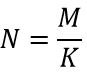 N = M/K